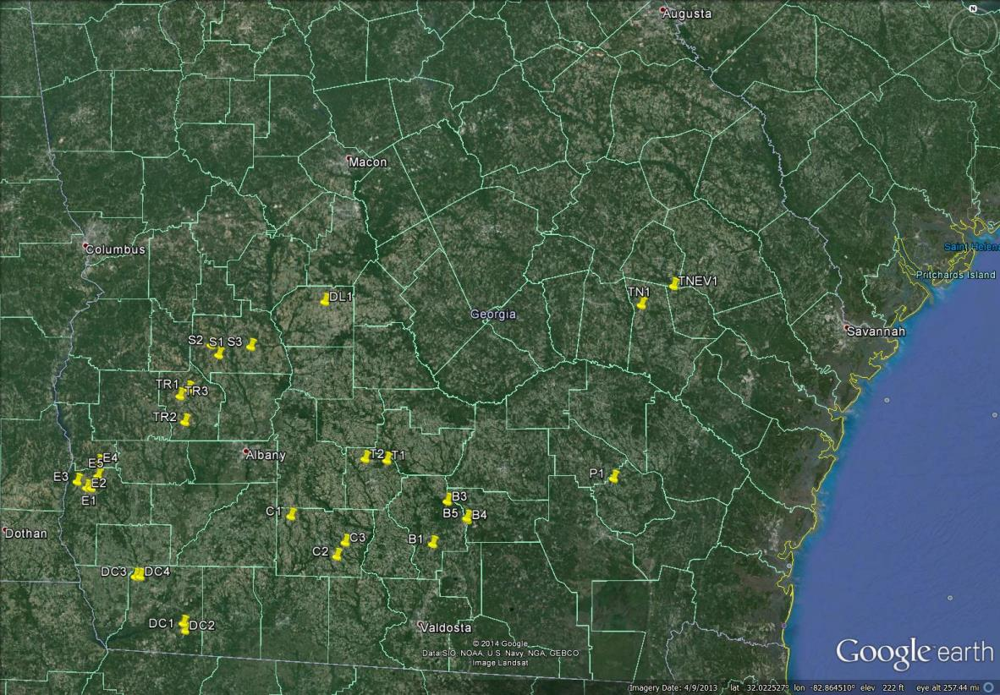 N
Augusta
Macon
Columbus
Saint Helen
Pritchards Island
TNEV1
TN1
DL1
Georgia
Savannah
S2 S1 S3
TR1
TR3
TR2
Albany
T2 T1
E4
E5
E3
E2
E1
P1
B3
B5 B4
C1
B1
C3
C2
Dothan
DC3 DC4
DC1 DC2
Valdosta
© 2014 Google
Data SIO, NOAA, U.S. Navy, NGA, GEBCO
Image Landsat
Google earth
Imagery Date: 4/9/2013 lat 32.022527° lon -82.864510° elev 222 ft eye alt 257.44 mi